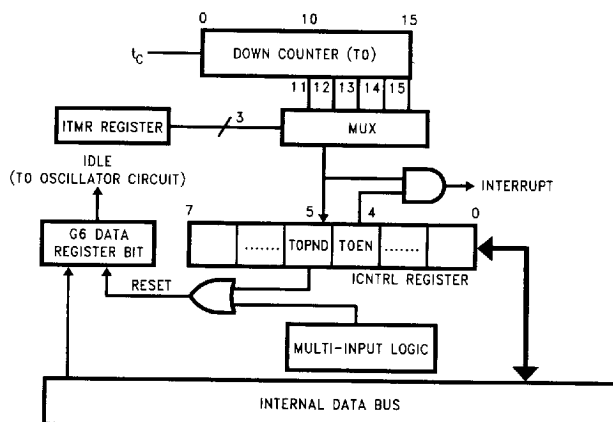 0 10 15
t_C
DOWN COUNTER (T0)
11 12 13 14 15
3
ITMR REGISTER
MUX
IDLE
(TO OSCILLATOR CIRCUIT)
INTERRUPT
7 5 4 0
G6 DATA
REGISTER BIT
....... TOPND TOEN .......
RESET
ICNTRL REGISTER
MULTI-INPUT LOGIC
INTERNAL DATA BUS